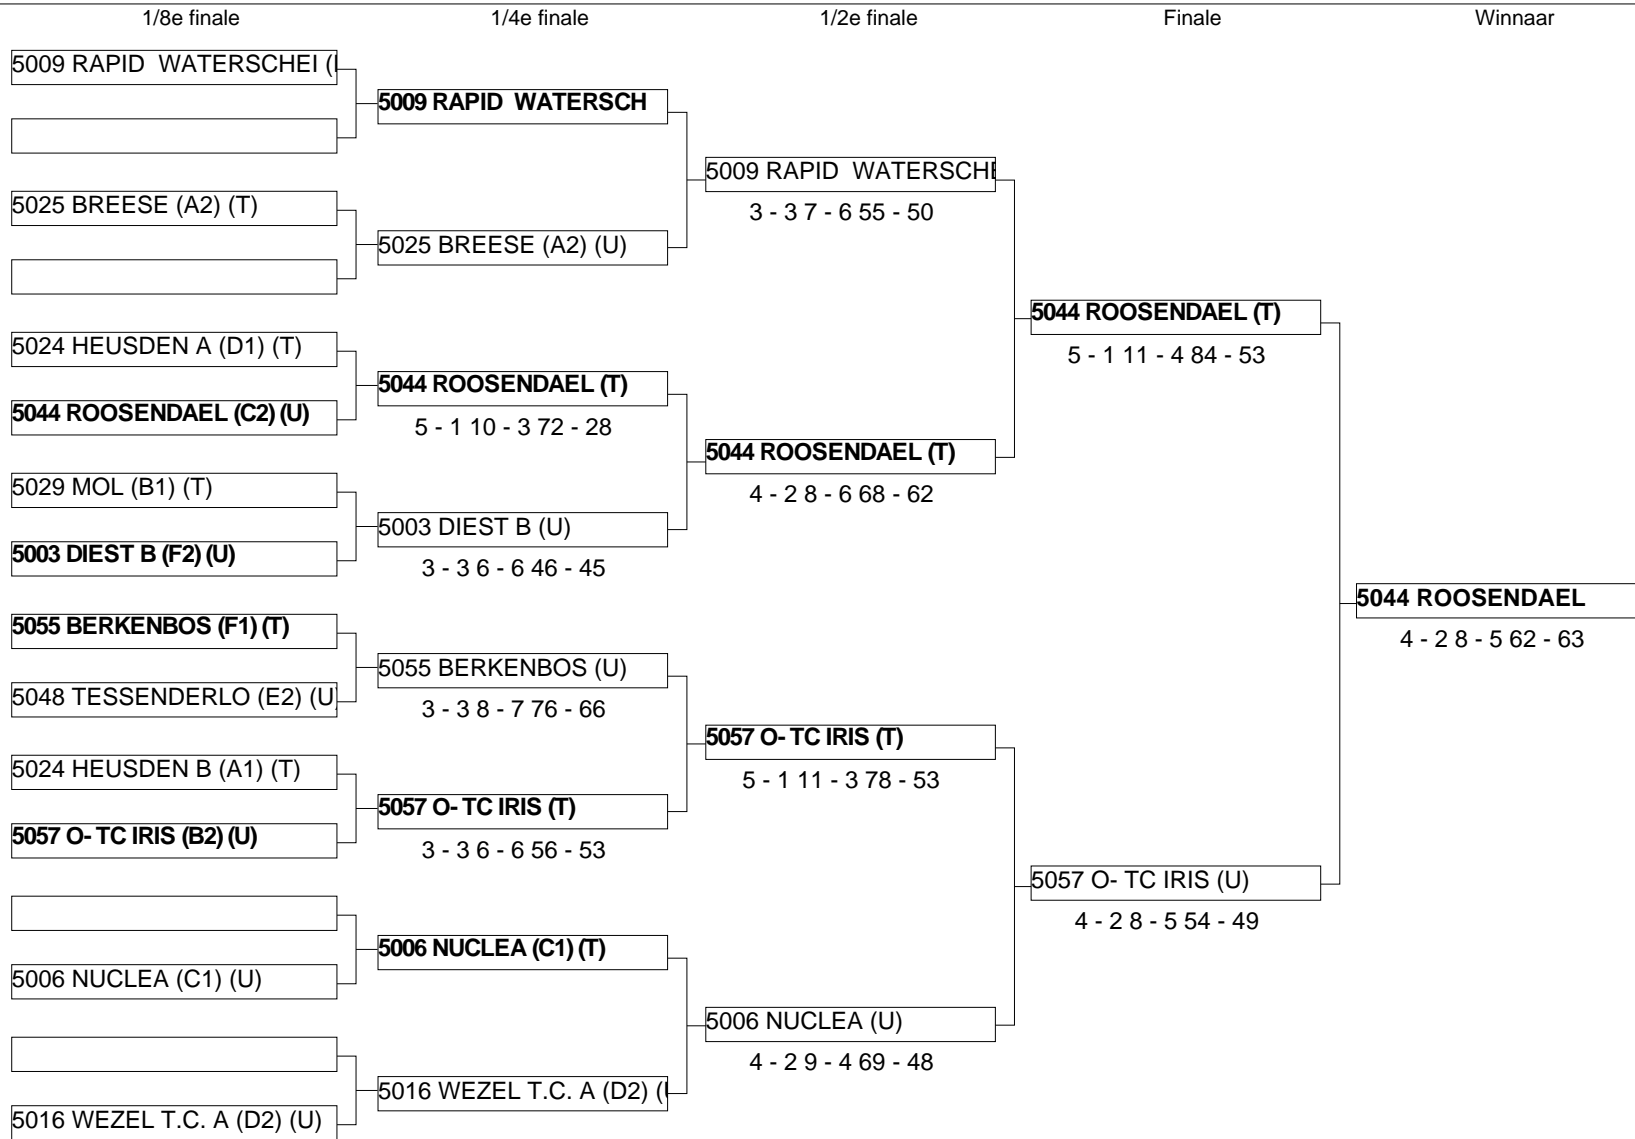 1/8e finale
1/4e finale
1/2e finale
Finale
Winnaar
5009 RAPID  WATERSCHEI (
5025 BREESE (A2) (T)
5024 HEUSDEN A (D1) (T)
5044 ROOSENDAEL (C2) (U)
5029 MOL (B1) (T)
5003 DIEST B (F2) (U)
5055 BERKENBOS (F1) (T)
5048 TESSENDERLO (E2) (U)
5024 HEUSDEN B (A1) (T)
5057 O- TC IRIS (B2) (U)
5006 NUCLEA (C1) (U)
5016 WEZEL T.C. A (D2) (U)
5009 RAPID  WATERSCH
5025 BREESE (A2) (U)
5044 ROOSENDAEL (T)
5 - 1 10 - 3 72 - 28
5003 DIEST B (U)
3 - 3 6 - 6 46 - 45
5055 BERKENBOS (U)
3 - 3 8 - 7 76 - 66
5057 O- TC IRIS (T)
3 - 3 6 - 6 56 - 53
5006 NUCLEA (C1) (T)
5016 WEZEL T.C. A (D2) (
5009 RAPID  WATERSCHE
3 - 3 7 - 6 55 - 50
5044 ROOSENDAEL (T)
4 - 2 8 - 6 68 - 62
5057 O- TC IRIS (T)
5 - 1 11 - 3 78 - 53
5006 NUCLEA (U)
4 - 2 9 - 4 69 - 48
5044 ROOSENDAEL (T)
5 - 1 11 - 4 84 - 53
5057 O- TC IRIS (U)
4 - 2 8 - 5 54 - 49
5044 ROOSENDAEL
4 - 2 8 - 5 62 - 63